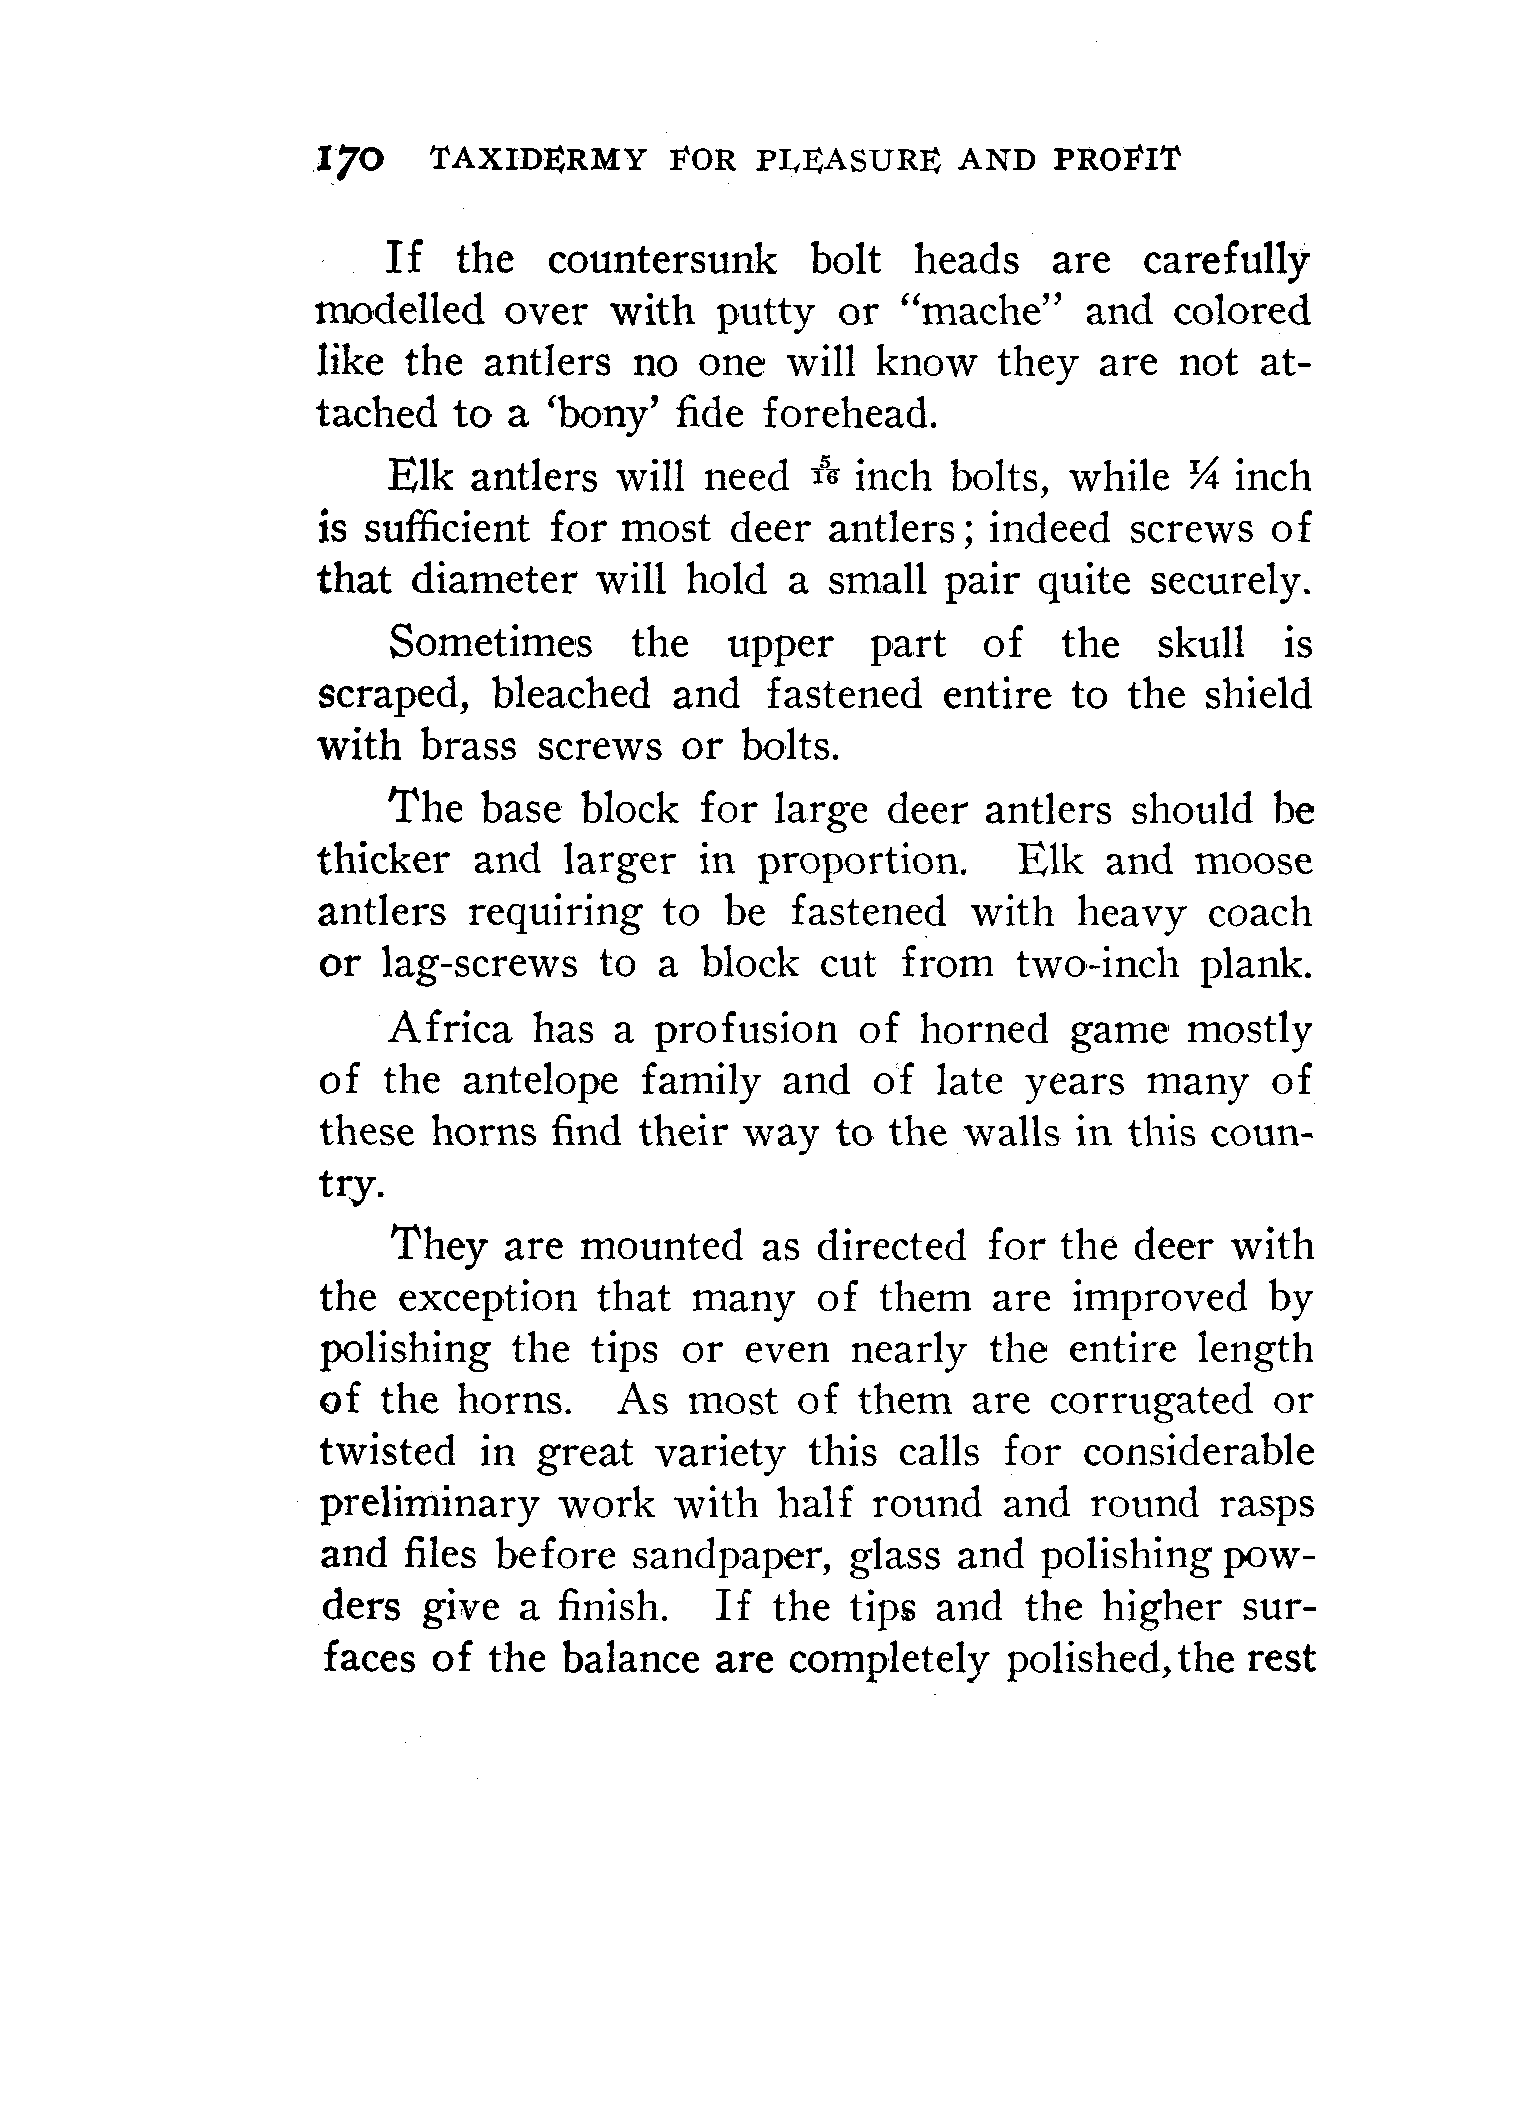 170 TAXIDERMY FOR PLEASURE AND PROFIT
If the countersunk bolt heads are carefully
modelled over with putty or “mache” and colored
like the antlers no one will know they are not at-
tached to a ‘bony’ fide forehead.
Elk antlers will need 5/16 inch bolts, while ¼ inch
is sufficient for most deer antlers; indeed screws of
that diameter will hold a small pair quite securely.
Sometimes the upper part of the skull is
scraped, bleached and fastened entire to the shield
with brass screws or bolts.
The base block for large deer antlers should be
thicker and larger in proportion. Elk and moose
antlers requiring to be fastened with heavy coach
or lag-screws to a block cut from two-inch plank.
Africa has a profusion of horned game mostly
of the antelope family and of late years many of
these horns find their way to the walls in this coun-
try.
They are mounted as directed for the deer with
the exception that many of them are improved by
polishing the tips or even nearly the entire length
of the horns. As most of them are corrugated or
twisted in great variety this calls for considerable
preliminary work with half round and round rasps
and files before sandpaper, glass and polishing pow-
ders give a finish. If the tips and the higher sur-
faces of the balance are completely polished, the rest